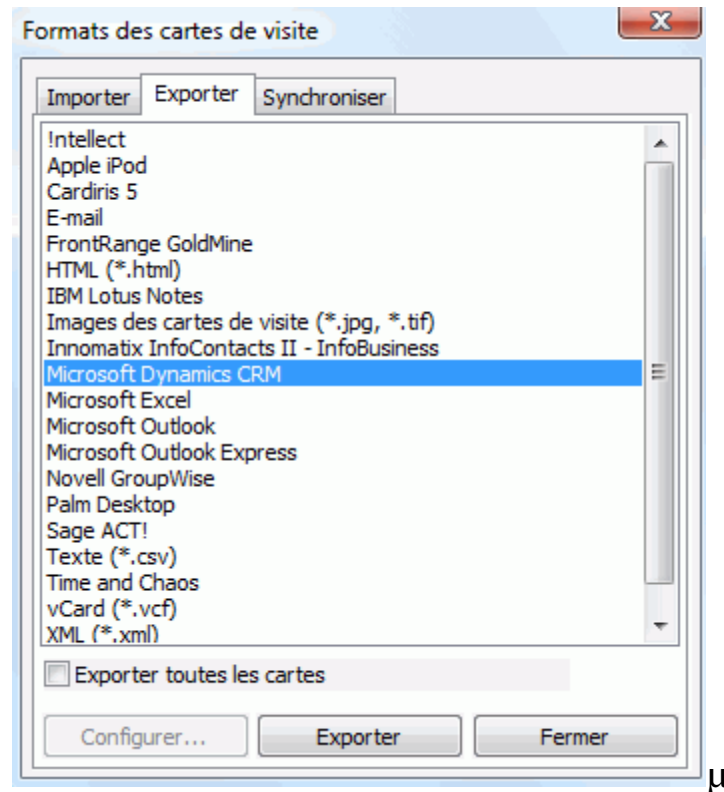 Formats des cartes de visite
Importer Exporter Synchroniser
!ntellect
Apple iPod
Cardiris 5
E-mail
FrontRange GoldMine
HTML (*.html)
IBM Lotus Notes
Images des cartes de visite (*.jpg, *.tif)
Innomatix InfoContacts II - InfoBusiness
Microsoft Dynamics CRM
Microsoft Excel
Microsoft Outlook
Microsoft Outlook Express
Novell GroupWise
Palm Desktop
Sage ACT!
Texte (*.csv)
Time and Chaos
vCard (*.vcf)
XML (*.xml)
Exporter toutes les cartes
Configurer... Exporter Fermer
µ